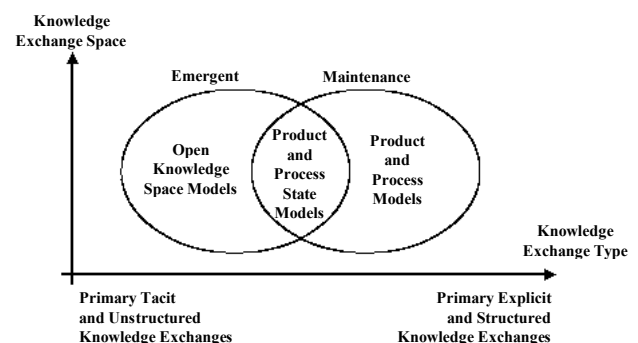 Knowledge
Exchange Space
Emergent
Maintenance
Open
Knowledge
Space Models
Product
and
Process
State
Models
Product
and
Process
Models
Knowledge
Exchange Type
Primary Tacit
and Unstructured
Knowledge Exchanges
Primary Explicit
and Structured
Knowledge Exchanges